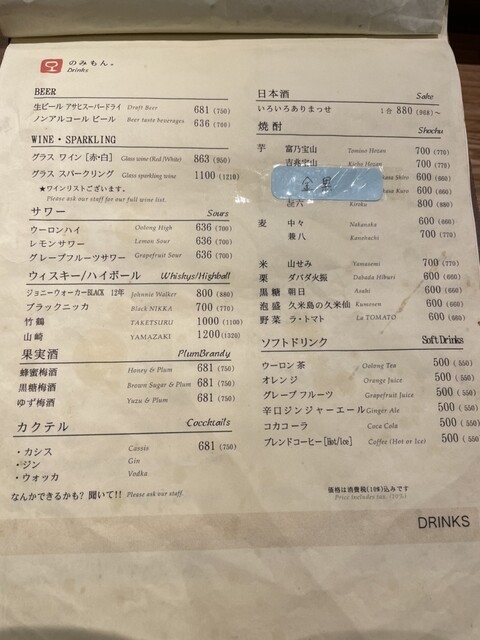 のみもん。
Drinks
BEER
生ビール アサヒスーパードライ Draft Beer 681 (750)
ノンアルコール ビール Beer taste beverages 636 (700)
WINE・SPARKLING
グラス ワイン [赤・白] Glass wine (Red/White) 863 (950)
グラス スパークリング Glass sparkling wine 1100 (1210)
★ワインリストございます。
Please ask our staff for our full wine list.
サワー Sours
ウーロンハイ Oolong High 636 (700)
レモンサワー Lemon Sour 636 (700)
グレープフルーツサワー Grapefruit Sour 636 (700)
ウィスキー/ハイボール Whiskys/Highball
ジョニーウォーカーBLACK 12年 Johnnie Walker 800 (880)
ブラックニッカ Black NIKKA 700 (770)
竹鶴 TAKETSURU 1000 (1100)
山崎 YAMAZAKI 1200 (1320)
果実酒 PlumBrandy
蜂蜜梅酒 Honey & Plum 681 (750)
黒糖梅酒 Brown Sugar & Plum 681 (750)
ゆず梅酒 Yuzu & Plum 681 (750)
カクテル Coccktails
・カシス Cassis 681 (750)
・ジン Gin
・ウォッカ Vodka
なんかできるかも？ 聞いて!! Please ask our staff.
日本酒 Sake
いろいろありまっせ 1合 880 (968)~
焼酎 Shochu
芋 富乃宝山 Tomino Hozan 700 (770)
吉兆宝山 Kicho Hozan 700 (770)
Shiro 600 (660)
Kuro 600 (660)
㐂六 Kiroku 800 (880)
麦 中々 Nakanaka 600 (660)
兼八 Kanehachi 700 (770)
米 山せみ Yamasemi 700 (770)
栗 ダバダ火振 Dabada Hiburi 600 (660)
黒糖 朝日 Asahi 600 (660)
泡盛 久米島の久米仙 Kumesen 600 (660)
野菜 ラ・トマト La TOMATO 700 (770)
ソフトドリンク Soft Drinks
ウーロン茶 Oolong Tea 500 (550)
オレンジ Orange Juice 500 (550)
グレープ フルーツ Grapefruit Juice 500 (550)
辛口ジンジャーエール Ginger Ale 500 (550)
コカコーラ Coca Cola 500 (550)
ブレンドコーヒー [Hot/Ice] Coffee (Hot or Ice) 500 (550)
価格は消費税(10%)込みです
Price includes tax. (10%)
DRINKS